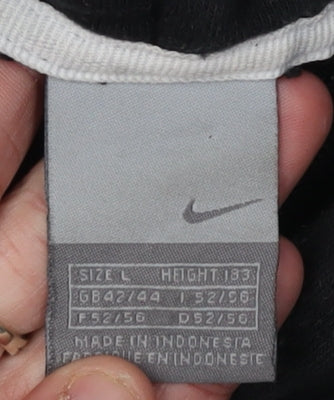 SIZE L HEIGHT 183
GB 42/44 I 52/56
F 52/56 D 52/56
MADE IN INDONESIA
FABRIQUE EN INDONESIE